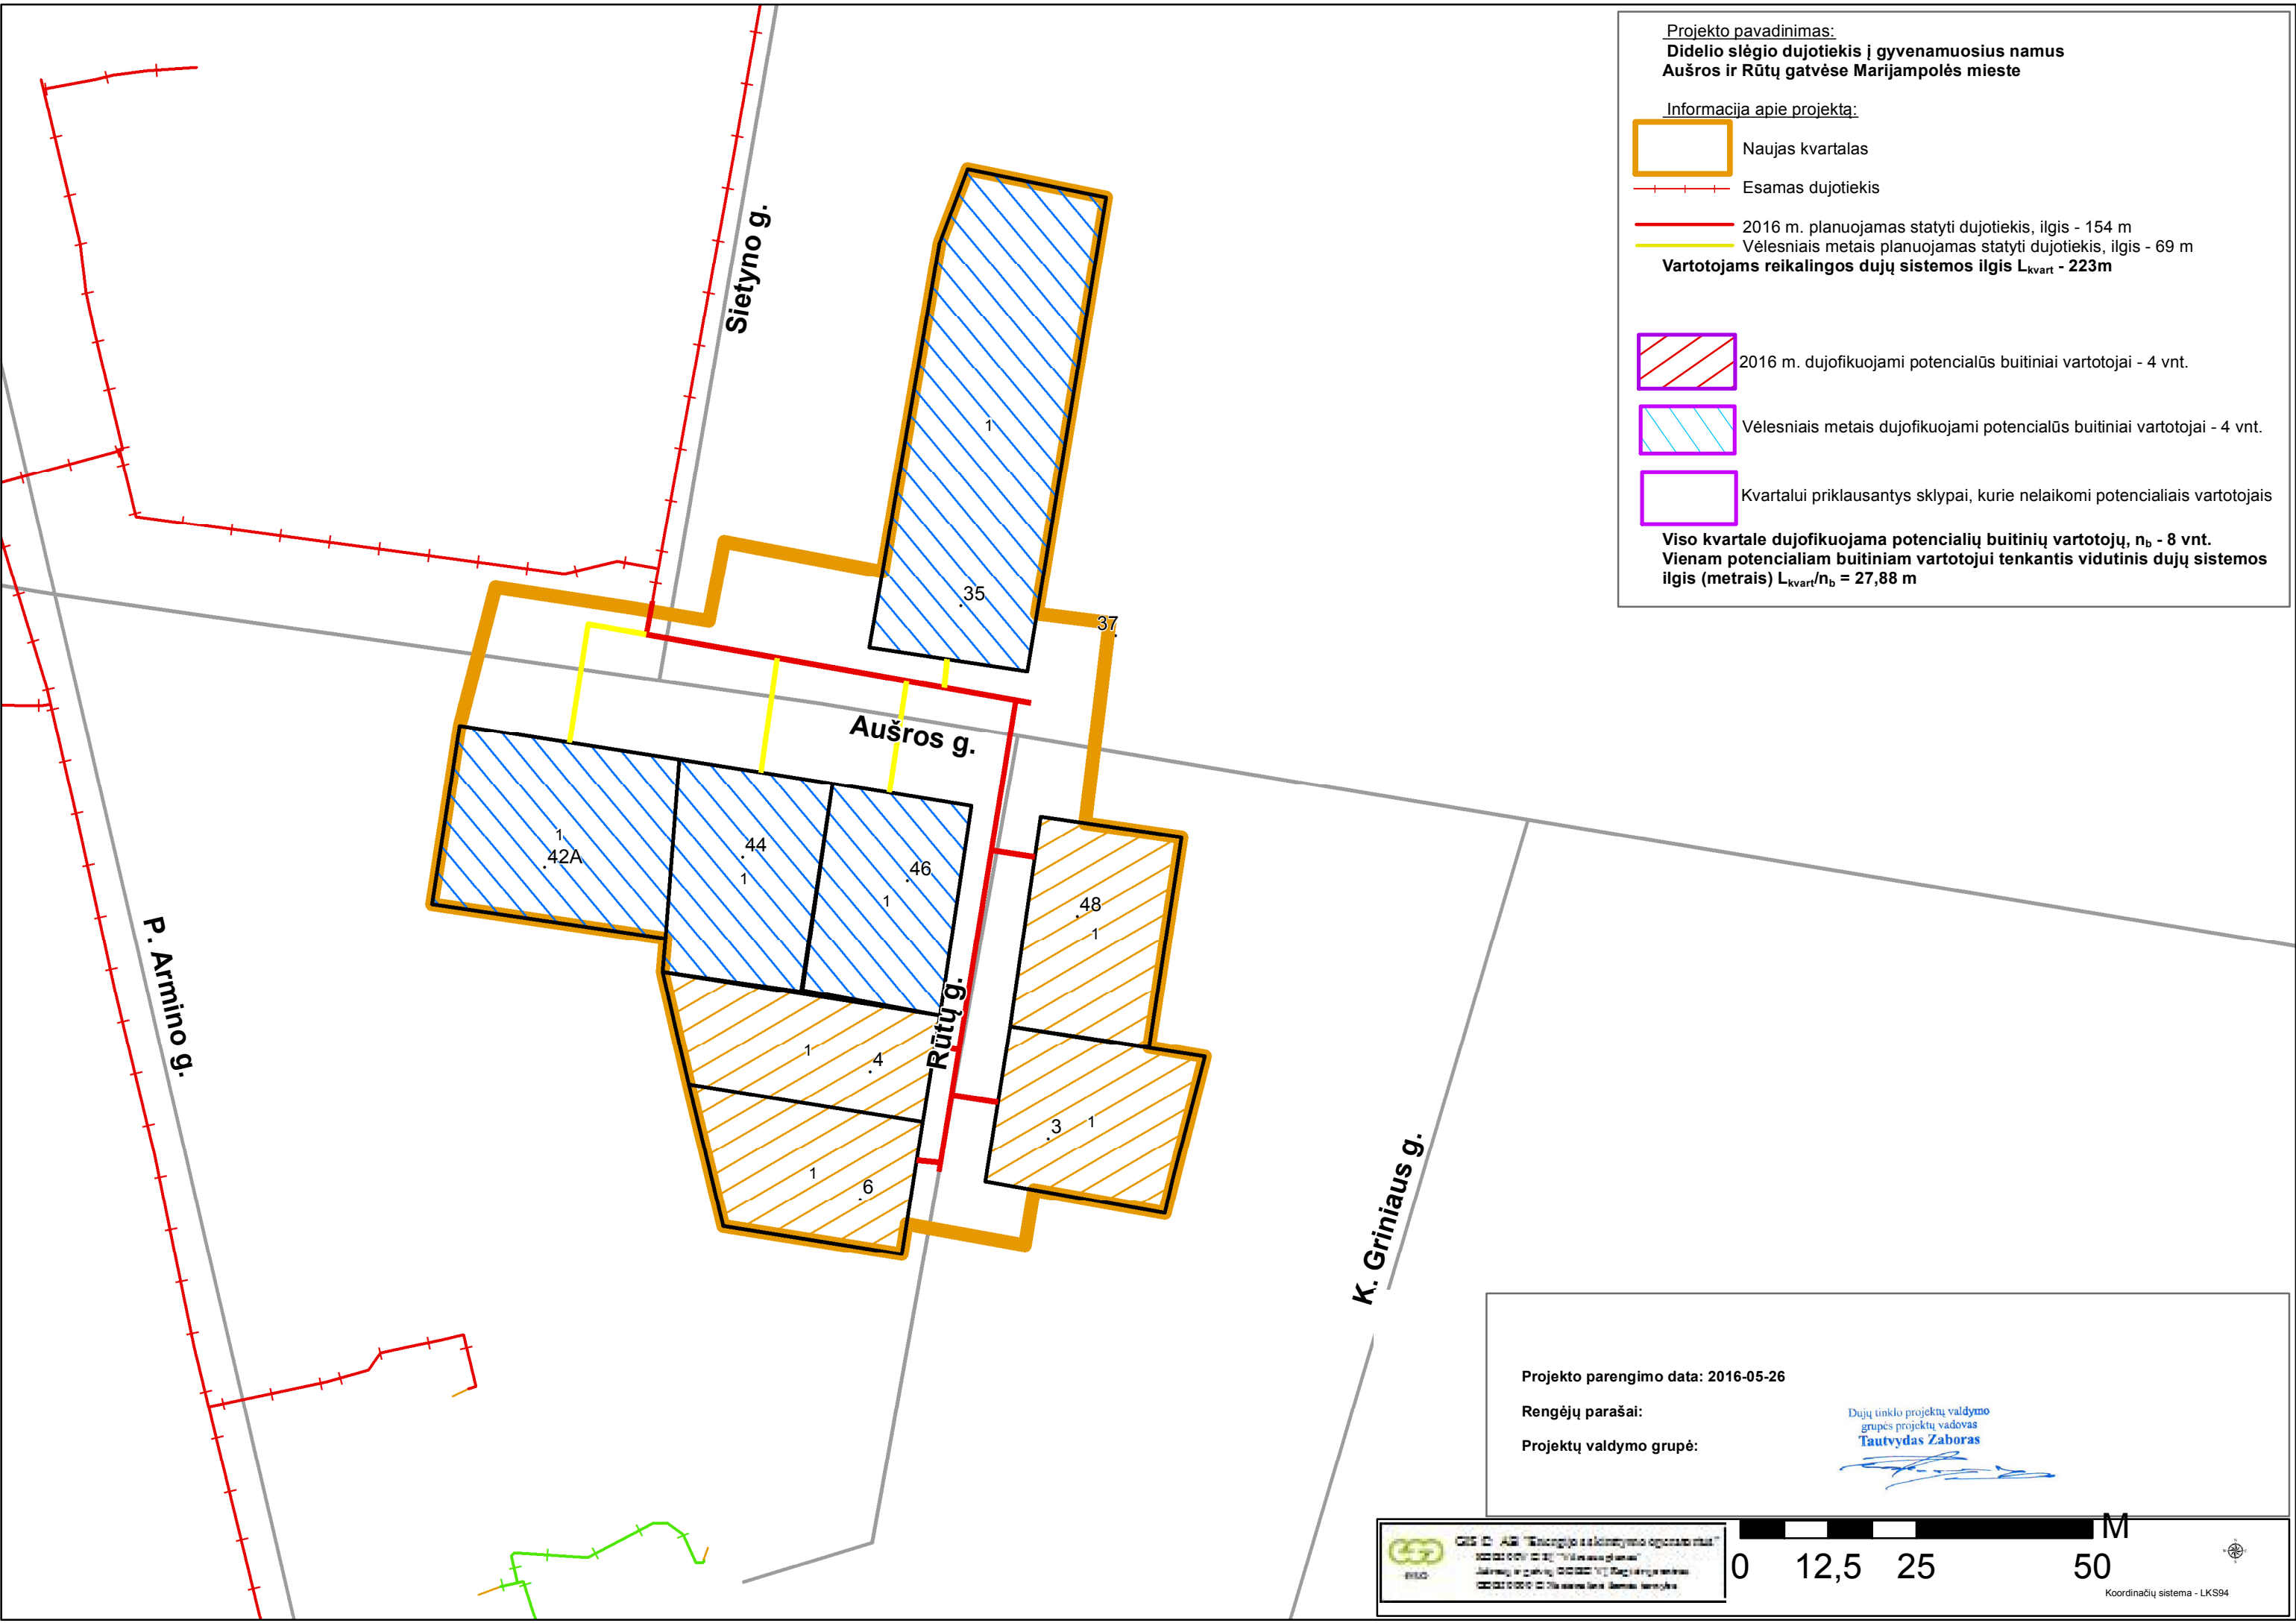 Projekto pavadinimas:
Didelio slėgio dujotiekis į gyvenamuosius namus
Aušros ir Rūtų gatvėse Marijampolės mieste
Informacija apie projektą:
Naujas kvartalas
Esamas dujotiekis
2016 m. planuojamas statyti dujotiekis, ilgis - 154 m
Vėlesniais metais planuojamas statyti dujotiekis, ilgis - 69 m
Vartotojams reikalingos dujų sistemos ilgis Lkvart - 223m
2016 m. dujofikuojami potencialūs buitiniai vartotojai - 4 vnt.
Vėlesniais metais dujofikuojami potencialūs buitiniai vartotojai - 4 vnt.
Kvartalui priklausantys sklypai, kurie nelaikomi potencialiais vartotojais
Viso kvartale dujofikuojama potencialių buitinių vartotojų, nb - 8 vnt.
Vienam potencialiam buitiniam vartotojui tenkantis vidutinis dujų sistemos
ilgis (metrais) Lkvart/nb = 27,88 m
Sietyno g.
1
35
37
Aušros g.
1
42A
44
1
46
1
48
1
Rūtų g.
1
4
3
1
1
6
P. Armino g.
K. Griniaus g.
Projekto parengimo data: 2016-05-26
Rengėjų parašai:
Projektų valdymo grupė:
Dujų tinklo projektų valdymo
grupės projektų vadovas
Tautvydas Zaboras
M
0 12,5 25 50
Koordinačių sistema - LKS94